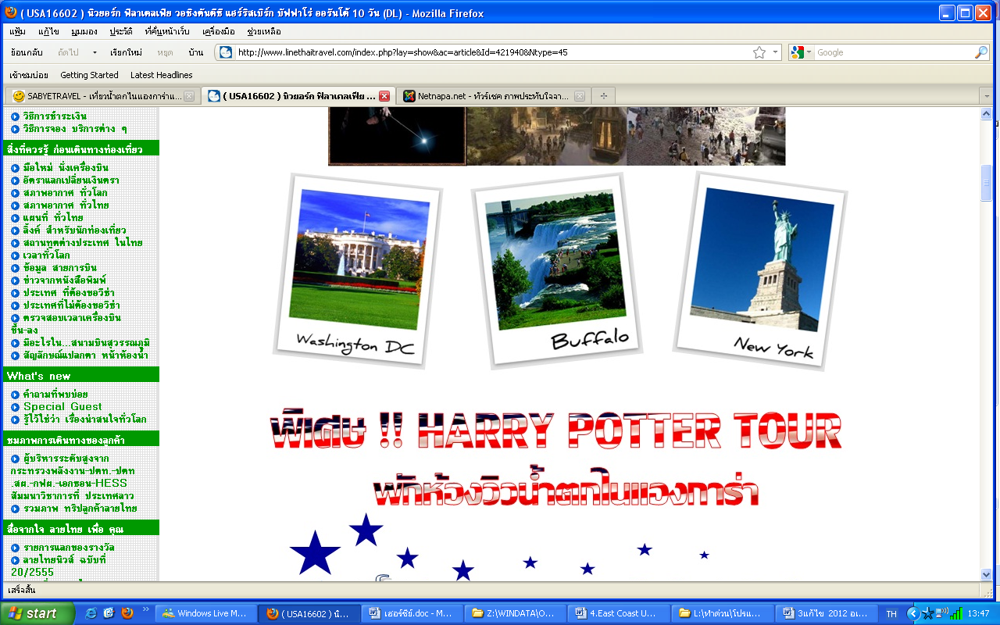 ( USA16602 ) นิวยอร์ก ฟิลาเดลเฟีย วอชิงตันดีซี แฮร์ริสเบิร์ก บัฟฟาโร่ ออรันโด้ 10 วัน (DL) - Mozilla Firefox
แฟ้ม แก้ไข มุมมอง ประวัติ ที่คั่นหน้าเว็บ เครื่องมือ ช่วยเหลือ
ย้อนกลับ ถัดไป เรียกใหม่ หยุด บ้าน http://www.linethaitravel.com/index.php?lay=show&ac=article&Id=421940&Ntype=45 Google
เข้าชมบ่อย Getting Started Latest Headlines
SABYETRAVEL - เที่ยวน้ำตกไนแองการ่าแ... ( USA16602 ) นิวยอร์ก ฟิลาเดลเฟีย ... Netnapa.net - ทัวร์เชค ภาพประทับใจจา...
วิธีการชำระเงิน
วิธีการจอง บริการต่าง ๆ
สิ่งที่ควรรู้ ก่อนเดินทางท่องเที่ยว
มือใหม่ นั่งเครื่องบิน
อัตราแลกเปลี่ยนเงินตรา
สภาพอากาศ ทั่วโลก
สภาพอากาศ ทั่วไทย
แผนที่ ทั่วไทย
ลิ้งค์ สำหรับนักท่องเที่ยว
สถานทูตต่างประเทศ ในไทย
เวลาทั่วโลก
ข้อมูล สายการบิน
ข่าวจากหนังสือพิมพ์
ประเทศ ที่ต้องขอวีซ่า
ประเทศที่ไม่ต้องขอวีซ่า
ตรวจสอบเวลาเครื่องบิน
ขึ้น-ลง
มีอะไรใน...สนามบินสุวรรณภูมิ
สัญลักษณ์แปลกตา หน้าห้องน้ำ
What's new
คำถามที่พบบ่อย
Special Guest
รู้ไว้ใช่ว่า เรื่องน่าสนใจทั่วโลก
ชมภาพการเดินทางของลูกค้า
ผู้บริหารระดับสูงจาก
กระทรวงพลังงาน-ปตท.-ปตท
.สผ.-กฟผ.-เอกชอน-HESS
สัมมนาวิชาการที่ ประเทศลาว
รวมภาพ ทริปลูกค้าลายไทย
สื่อจากใจ ลายไทย เพื่อ คุณ
รายการแลกของรางวัล
ลายไทยนิวส์ ฉบับที่
20/2555
Washington DC
Buffalo
New York
พิเศษ !! HARRY POTTER TOUR
พักห้องวิวน้ำตกไนแองการ่า
เสร็จสิ้น
start Windows Live M... ( USA16602 ) นิ... เฮอร์ซีย์.doc - M... Z:\WINDATA\O... 4.East Coast U... L:\ทำด่วน\โปรแ... 3แก้ไข 2012 อเ... TH 13:47